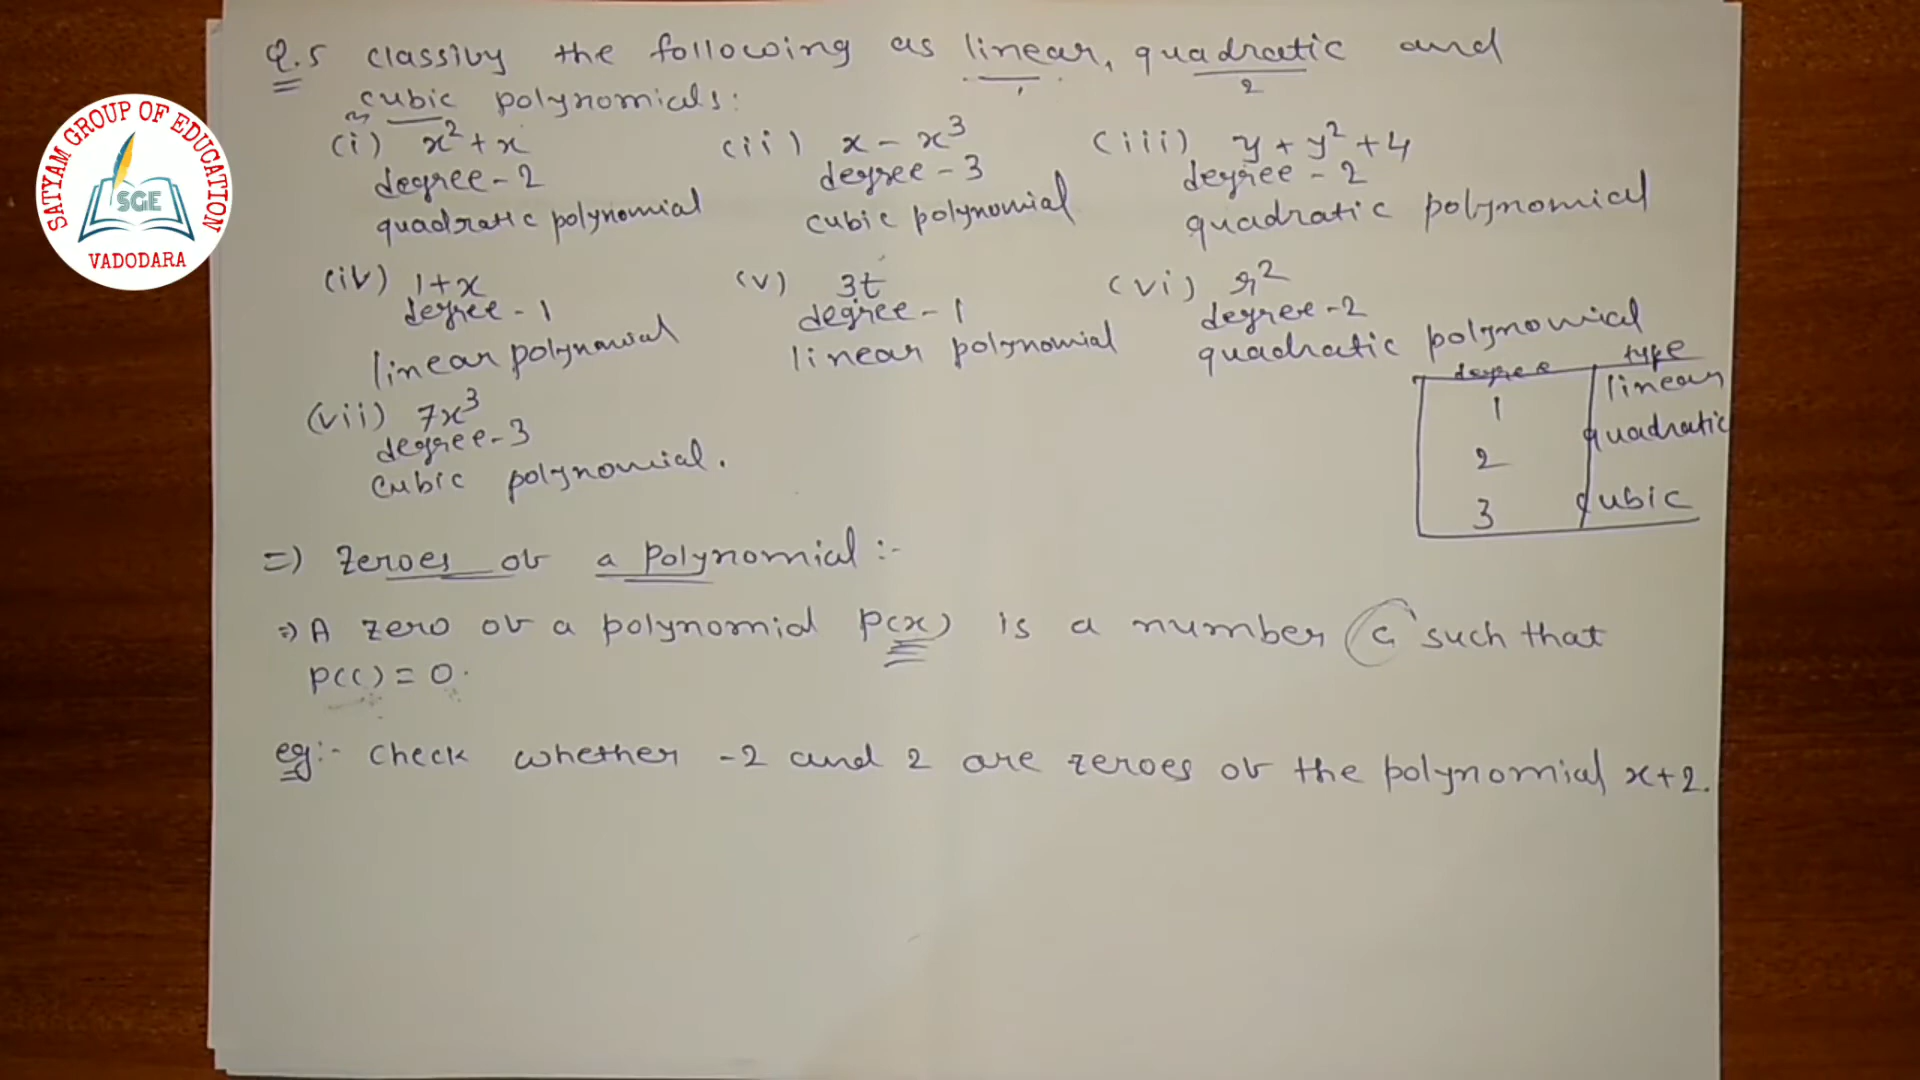 SATYAM GROUP OF EDUCATION
SGE
VADODARA
Q.5 classify the following as linear, quadratic and
1 2
cubic polynomials:
3
(i) x²+x (ii) x - x³ (iii) y + y² + 4
degree - 2 degree - 3 degree - 2
quadratic polynomial cubic polynomial quadratic polynomial
(iv) 1+x (v) 3t (vi) r²
degree - 1 degree - 1 degree - 2
linear polynomial linear polynomial quadratic polynomial
(vii) 7x³
degree - 3
cubic polynomial.
degree type
1 linear
2 quadratic
3 cubic
=) Zeroes of a polynomial :-
=) A zero of a polynomial p(x) is a number c such that
p(c) = 0.
eg:- check whether -2 and 2 are zeroes of the polynomial x+2.